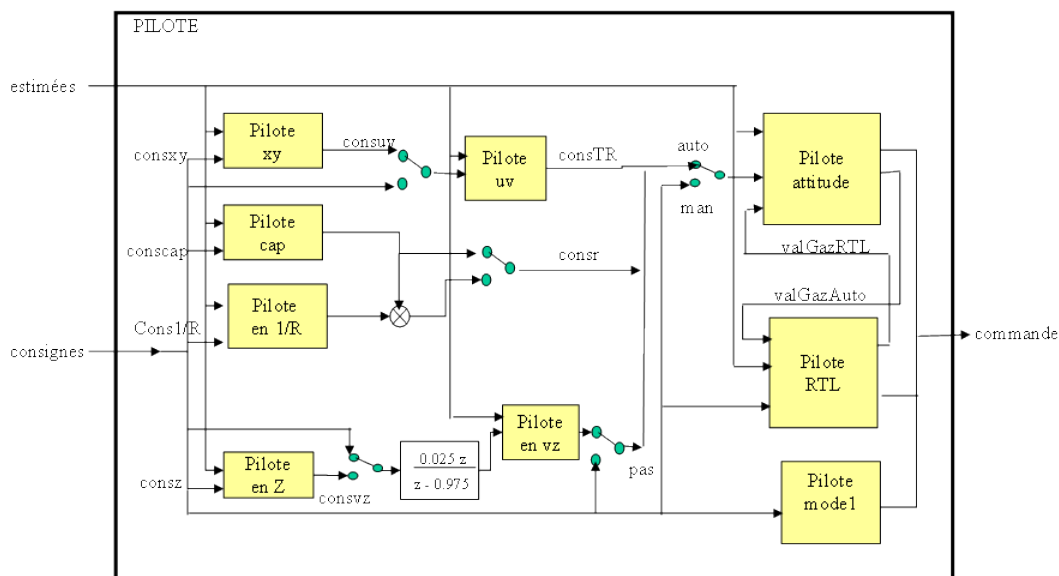 PILOTE
estimées
Pilote
xy
consuv
consxy
Pilote
uv
consTR
auto
Pilote
attitude
man
Pilote
cap
conscap
consr
valGazRTL
valGazAuto
Pilote
en 1/R
Cons1/R
consignes
Pilote
RTL
commande
Pilote
en vz
Pilote
en Z
consz
consvz
0.025 z
z - 0.975
pas
Pilote
mode1